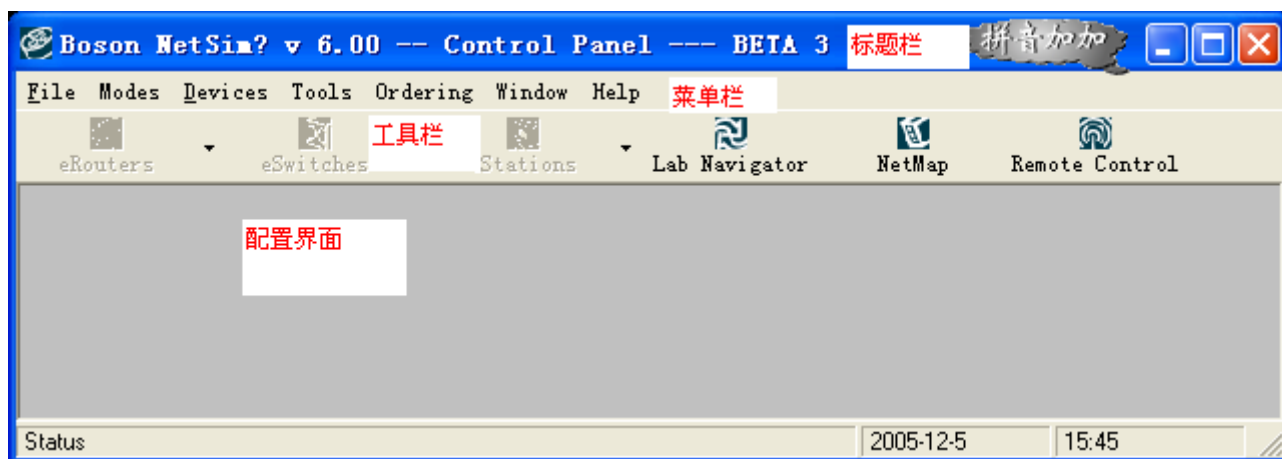 Boson NetSim? v 6.00 -- Control Panel --- BETA 3 标题栏 拼音加加
File Modes Devices Tools Ordering Window Help 菜单栏
eRouters eSwitches 工具栏 Stations Lab Navigator NetMap Remote Control
配置界面
Status 2005-12-5 15:45